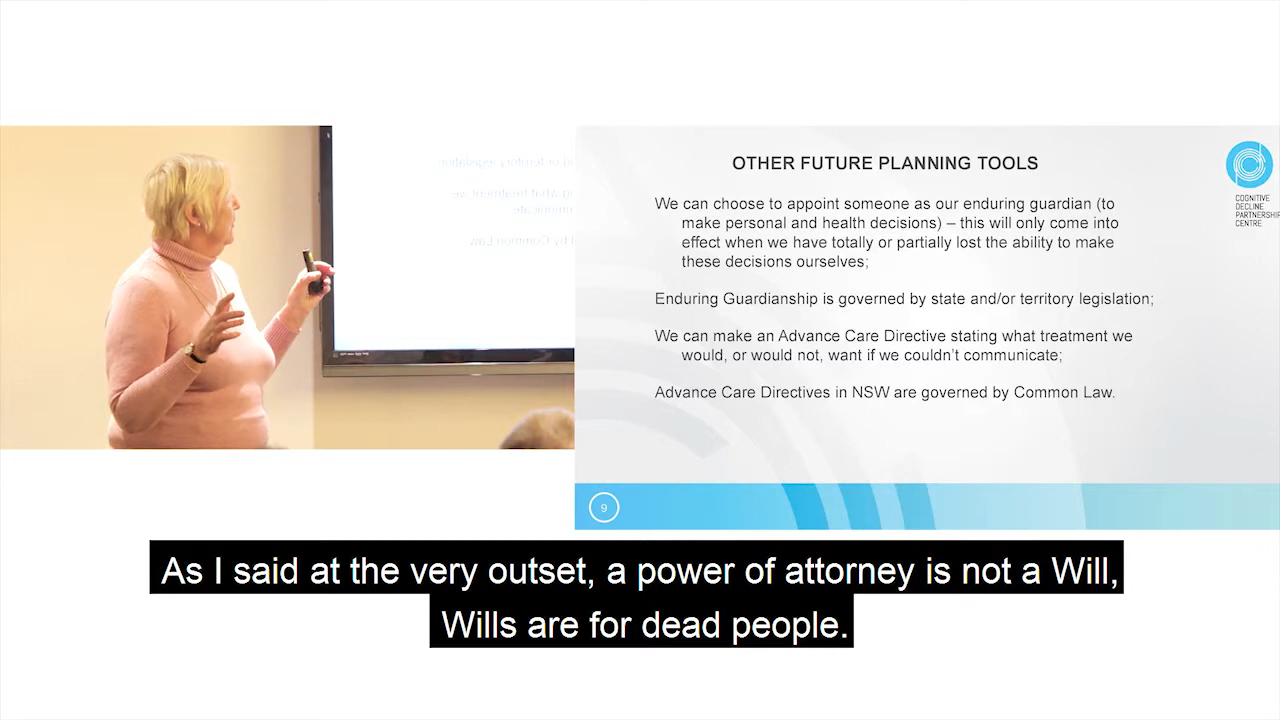 OTHER FUTURE PLANNING TOOLS
We can choose to appoint someone as our enduring guardian (to
make personal and health decisions) – this will only come into
effect when we have totally or partially lost the ability to make
these decisions ourselves;
Enduring Guardianship is governed by state and/or territory legislation;
We can make an Advance Care Directive stating what treatment we
would, or would not, want if we couldn’t communicate;
Advance Care Directives in NSW are governed by Common Law.
COGNITIVE
DECLINE
PARTNERSHIP
CENTRE
9
As I said at the very outset, a power of attorney is not a Will,
Wills are for dead people.